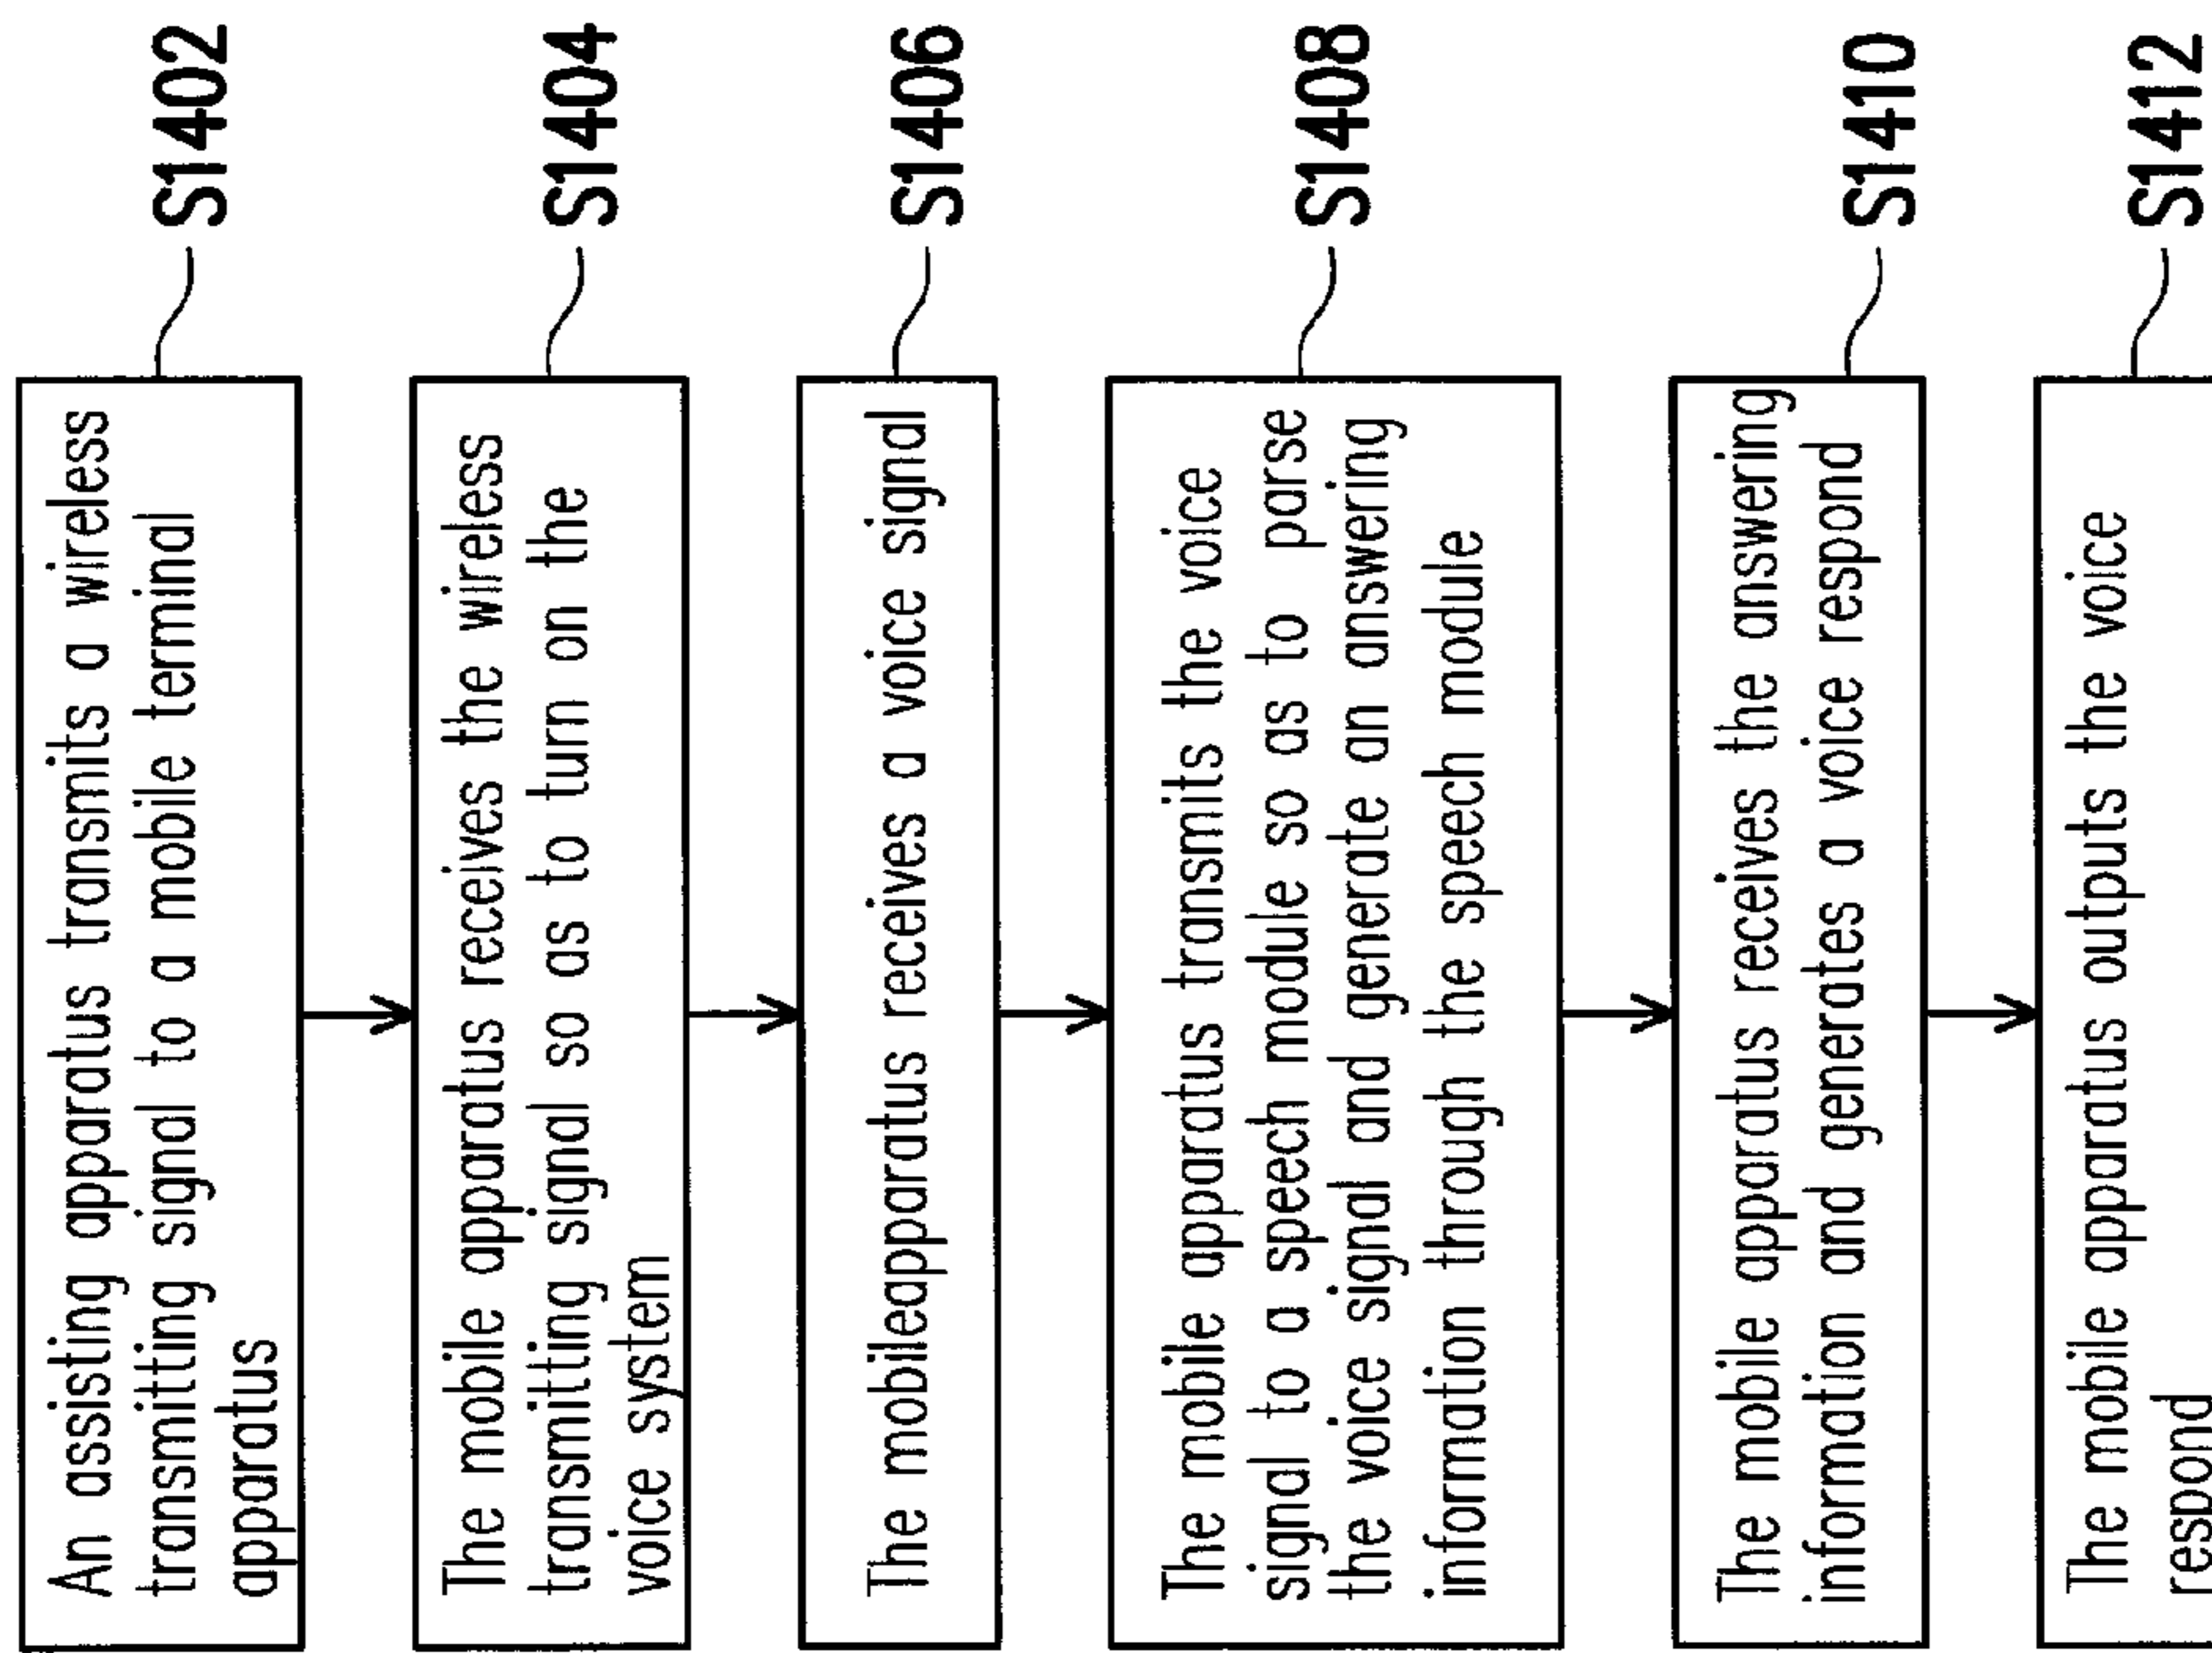 An assisting apparatus transmits a wireless
transmitting signal to a mobile terminal
apparatus
S1402
The mobile apparatus receives the wireless
transmitting signal so as to turn on the
voice system
S1404
The mobileapparatus receives a voice signal
S1406
The mobile apparatus transmits the voice
signal to a speech module so as to parse
the voice signal and generate an answering
information through the speech module
S1408
The mobile apparatus receives the answering
information and generates a voice respond
S1410
The mobile apparatus outputs the voice
respond
S1412